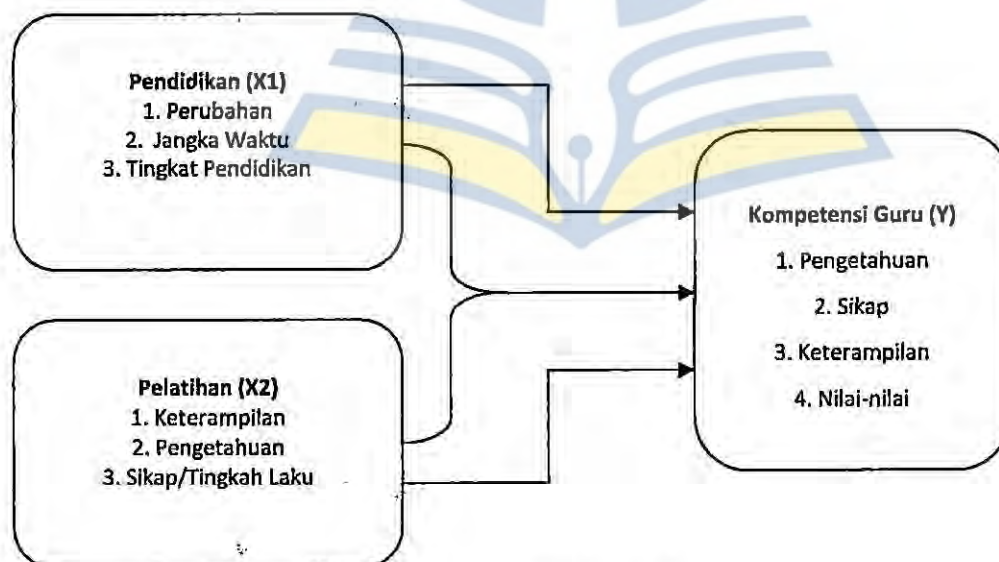 Pendidikan (X1)
1. Perubahan
2. Jangka Waktu
3. Tingkat Pendidikan
Pelatihan (X2)
1. Keterampilan
2. Pengetahuan
3. Sikap/Tingkah Laku
Kompetensi Guru (Y)
1. Pengetahuan
2. Sikap
3. Keterampilan
4. Nilai-nilai